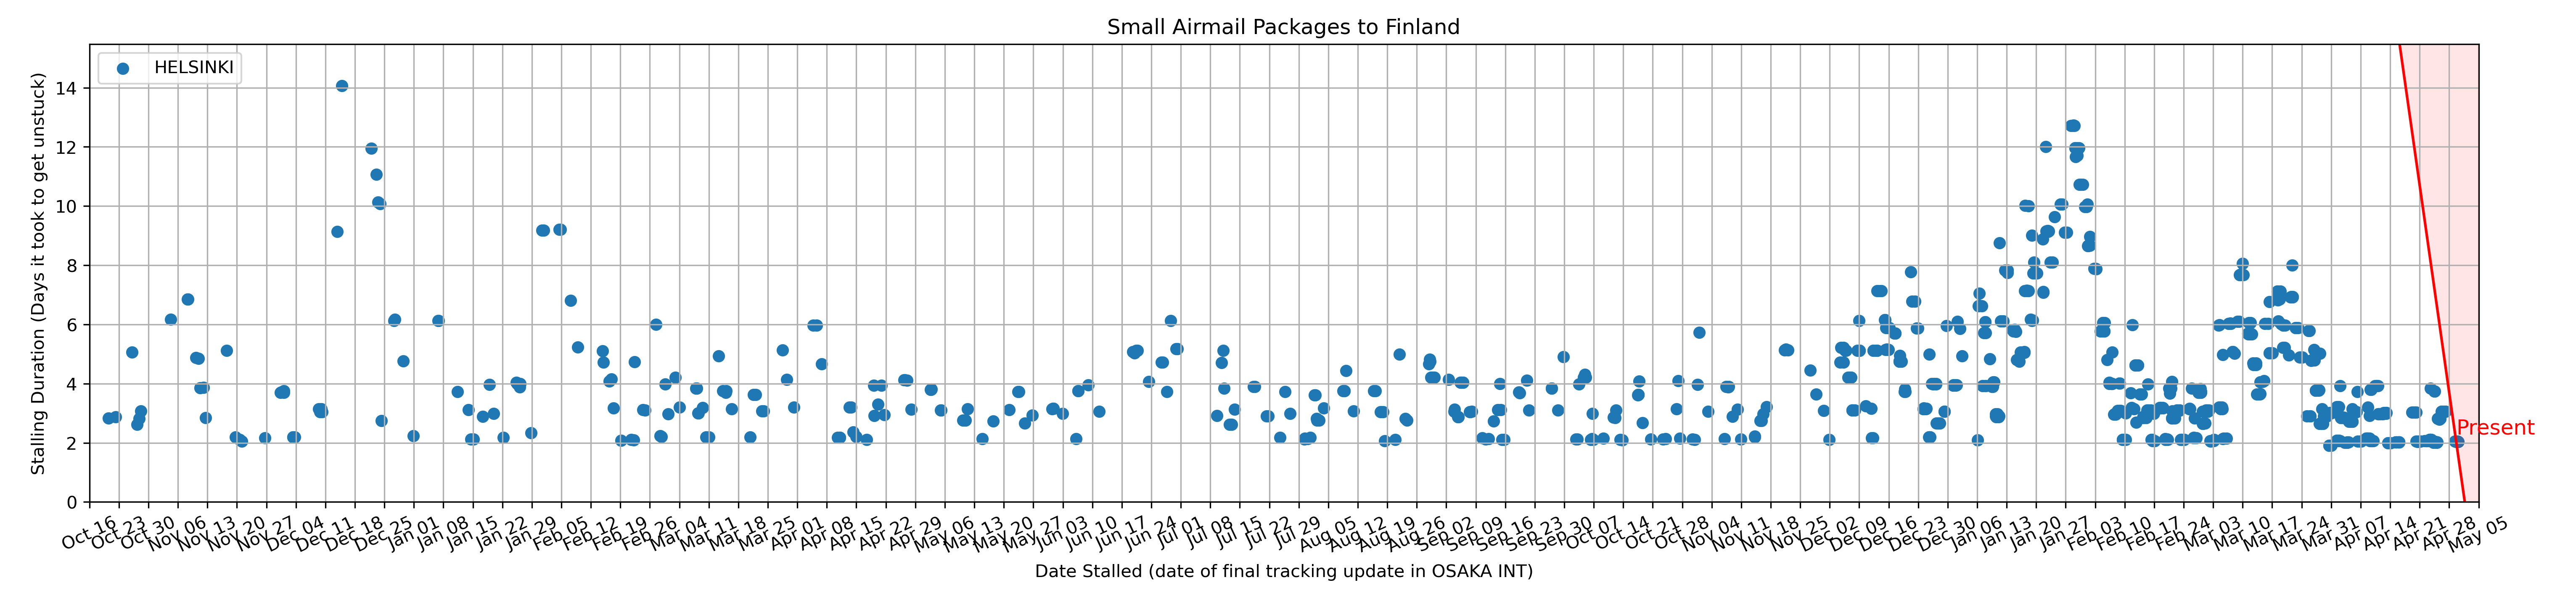 Small Airmail Packages to Finland
HELSINKI
Stalling Duration (Days it took to get unstuck)
14
12
10
8
6
4
2
0
Present
Oct 16
Oct 23
Oct 30
Nov 06
Nov 13
Nov 20
Nov 27
Dec 04
Dec 11
Dec 18
Dec 25
Jan 01
Jan 08
Jan 15
Jan 22
Jan 29
Feb 05
Feb 12
Feb 19
Feb 26
Mar 04
Mar 11
Mar 18
Mar 25
Apr 01
Apr 08
Apr 15
Apr 22
Apr 29
May 06
May 13
May 20
May 27
Jun 03
Jun 10
Jun 17
Jun 24
Jul 01
Jul 08
Jul 15
Jul 22
Jul 29
Aug 05
Aug 12
Aug 19
Aug 26
Sep 02
Sep 09
Sep 16
Sep 23
Sep 30
Oct 07
Oct 14
Oct 21
Oct 28
Nov 04
Nov 11
Nov 18
Nov 25
Dec 02
Dec 09
Dec 16
Dec 23
Dec 30
Jan 06
Jan 13
Jan 20
Jan 27
Feb 03
Feb 10
Feb 17
Feb 24
Mar 03
Mar 10
Mar 17
Mar 24
Mar 31
Apr 07
Apr 14
Apr 21
Apr 28
May 05
Date Stalled (date of final tracking update in OSAKA INT)